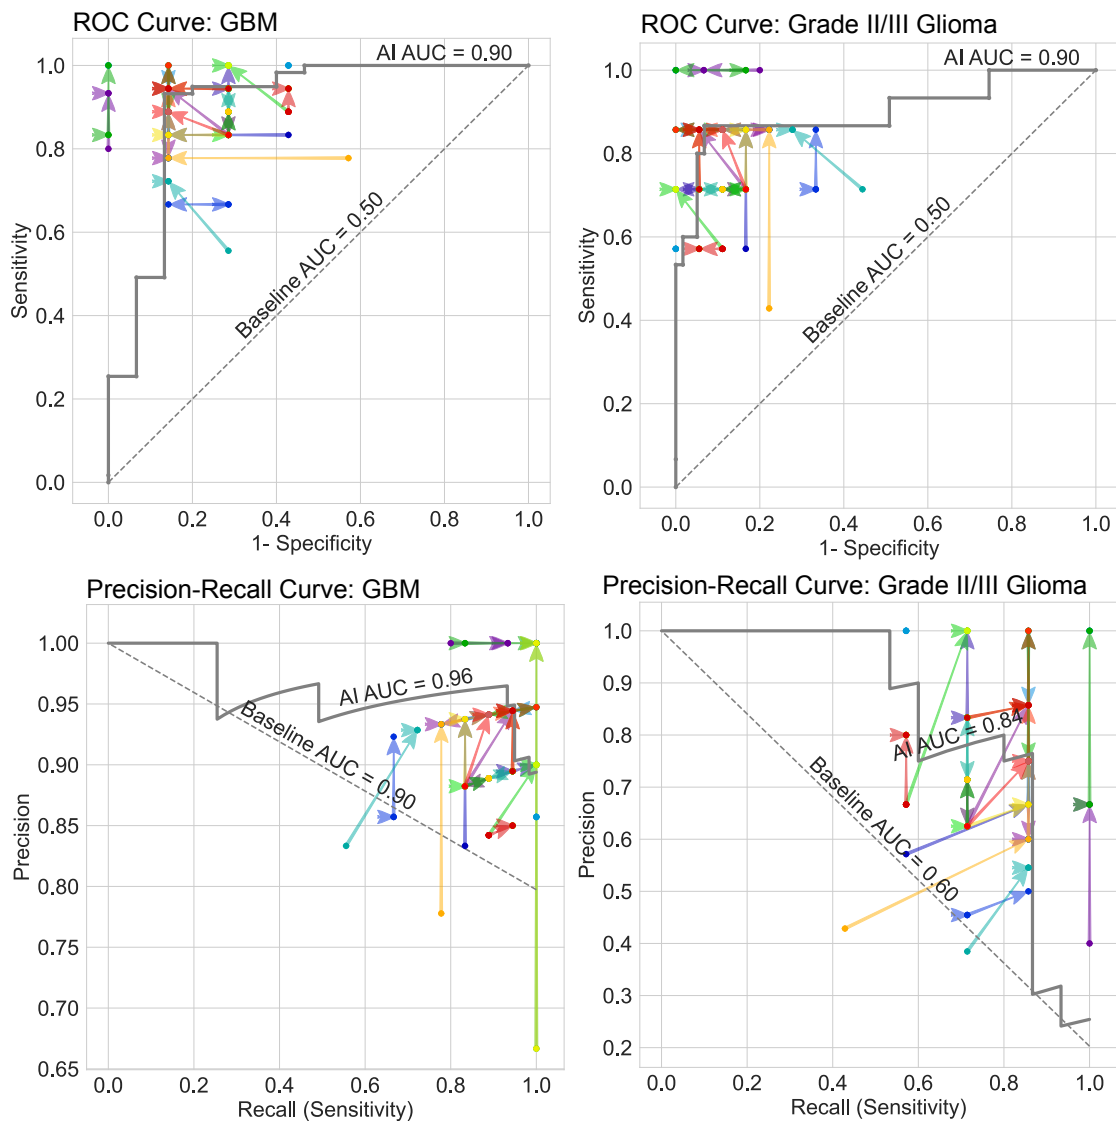 ROC Curve: GBM
AI AUC = 0.90
1.0
0.8
0.6
0.4
0.2
0.0
Sensitivity
Baseline AUC = 0.50
0.0 0.2 0.4 0.6 0.8 1.0
1- Specificity
ROC Curve: Grade II/III Glioma
AI AUC = 0.90
1.0
0.8
0.6
0.4
0.2
0.0
Sensitivity
Baseline AUC = 0.50
0.0 0.2 0.4 0.6 0.8 1.0
1- Specificity
Precision-Recall Curve: GBM
1.00
0.95
0.90
0.85
0.80
0.75
0.70
0.65
Precision
AI AUC = 0.96
Baseline AUC = 0.90
0.0 0.2 0.4 0.6 0.8 1.0
Recall (Sensitivity)
Precision-Recall Curve: Grade II/III Glioma
1.0
0.9
0.8
0.7
0.6
0.5
0.4
0.3
0.2
Precision
AI AUC = 0.84
Baseline AUC = 0.60
0.0 0.2 0.4 0.6 0.8 1.0
Recall (Sensitivity)